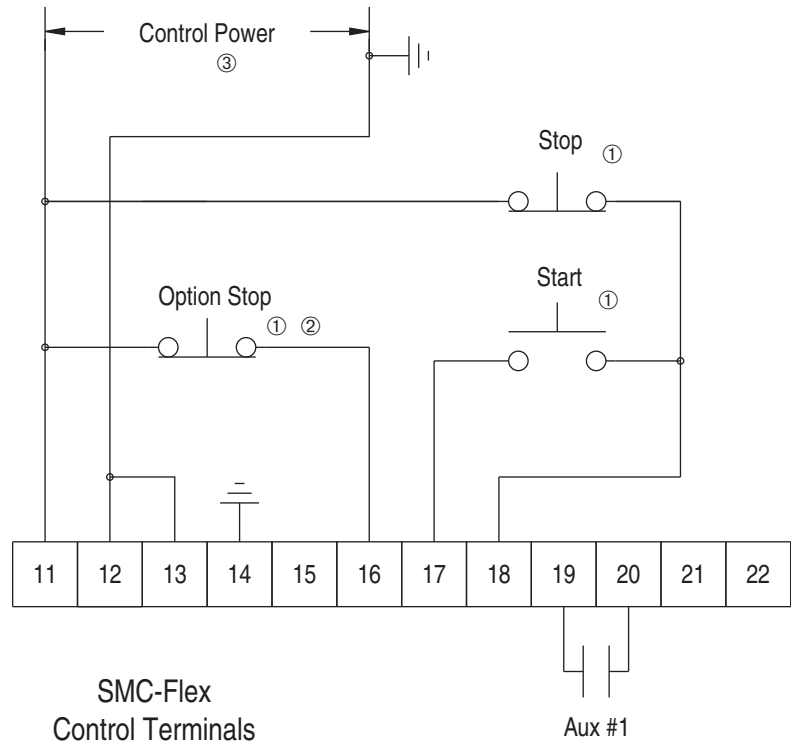 Control Power
③
Stop ①
Start ①
Option Stop ① ②
11 12 13 14 15 16 17 18 19 20 21 22
SMC-Flex
Control Terminals
Aux #1